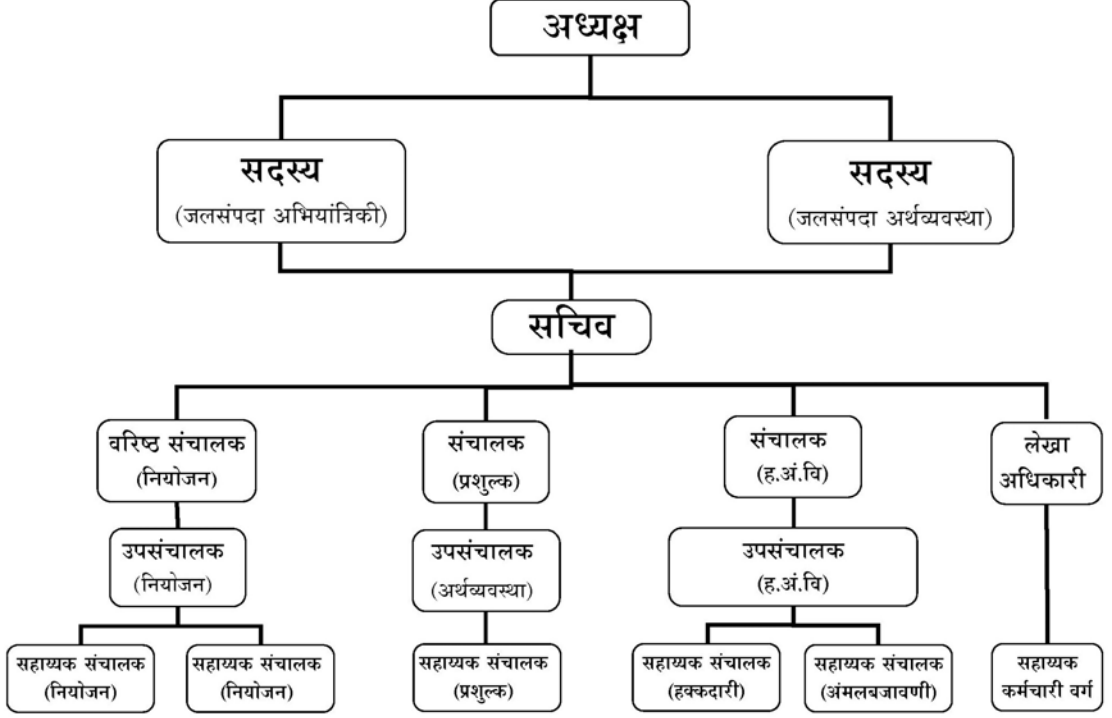 अध्यक्ष
सदस्य
(जलसंपदा अभियांत्रिकी)
सदस्य
(जलसंपदा अर्थव्यवस्था)
सचिव
वरिष्ठ संचालक
(नियोजन)
संचालक
(प्रशुल्क)
संचालक
(ह.अं.वि)
लेखा
अधिकारी
उपसंचालक
(नियोजन)
उपसंचालक
(अर्थव्यवस्था)
उपसंचालक
(ह.अं.वि)
सहाय्यक संचालक
(नियोजन)
सहाय्यक संचालक
(नियोजन)
सहाय्यक संचालक
(प्रशुल्क)
सहाय्यक संचालक
(हक्कदारी)
सहाय्यक संचालक
(अंमलबजावणी)
सहाय्यक
कर्मचारी वर्ग